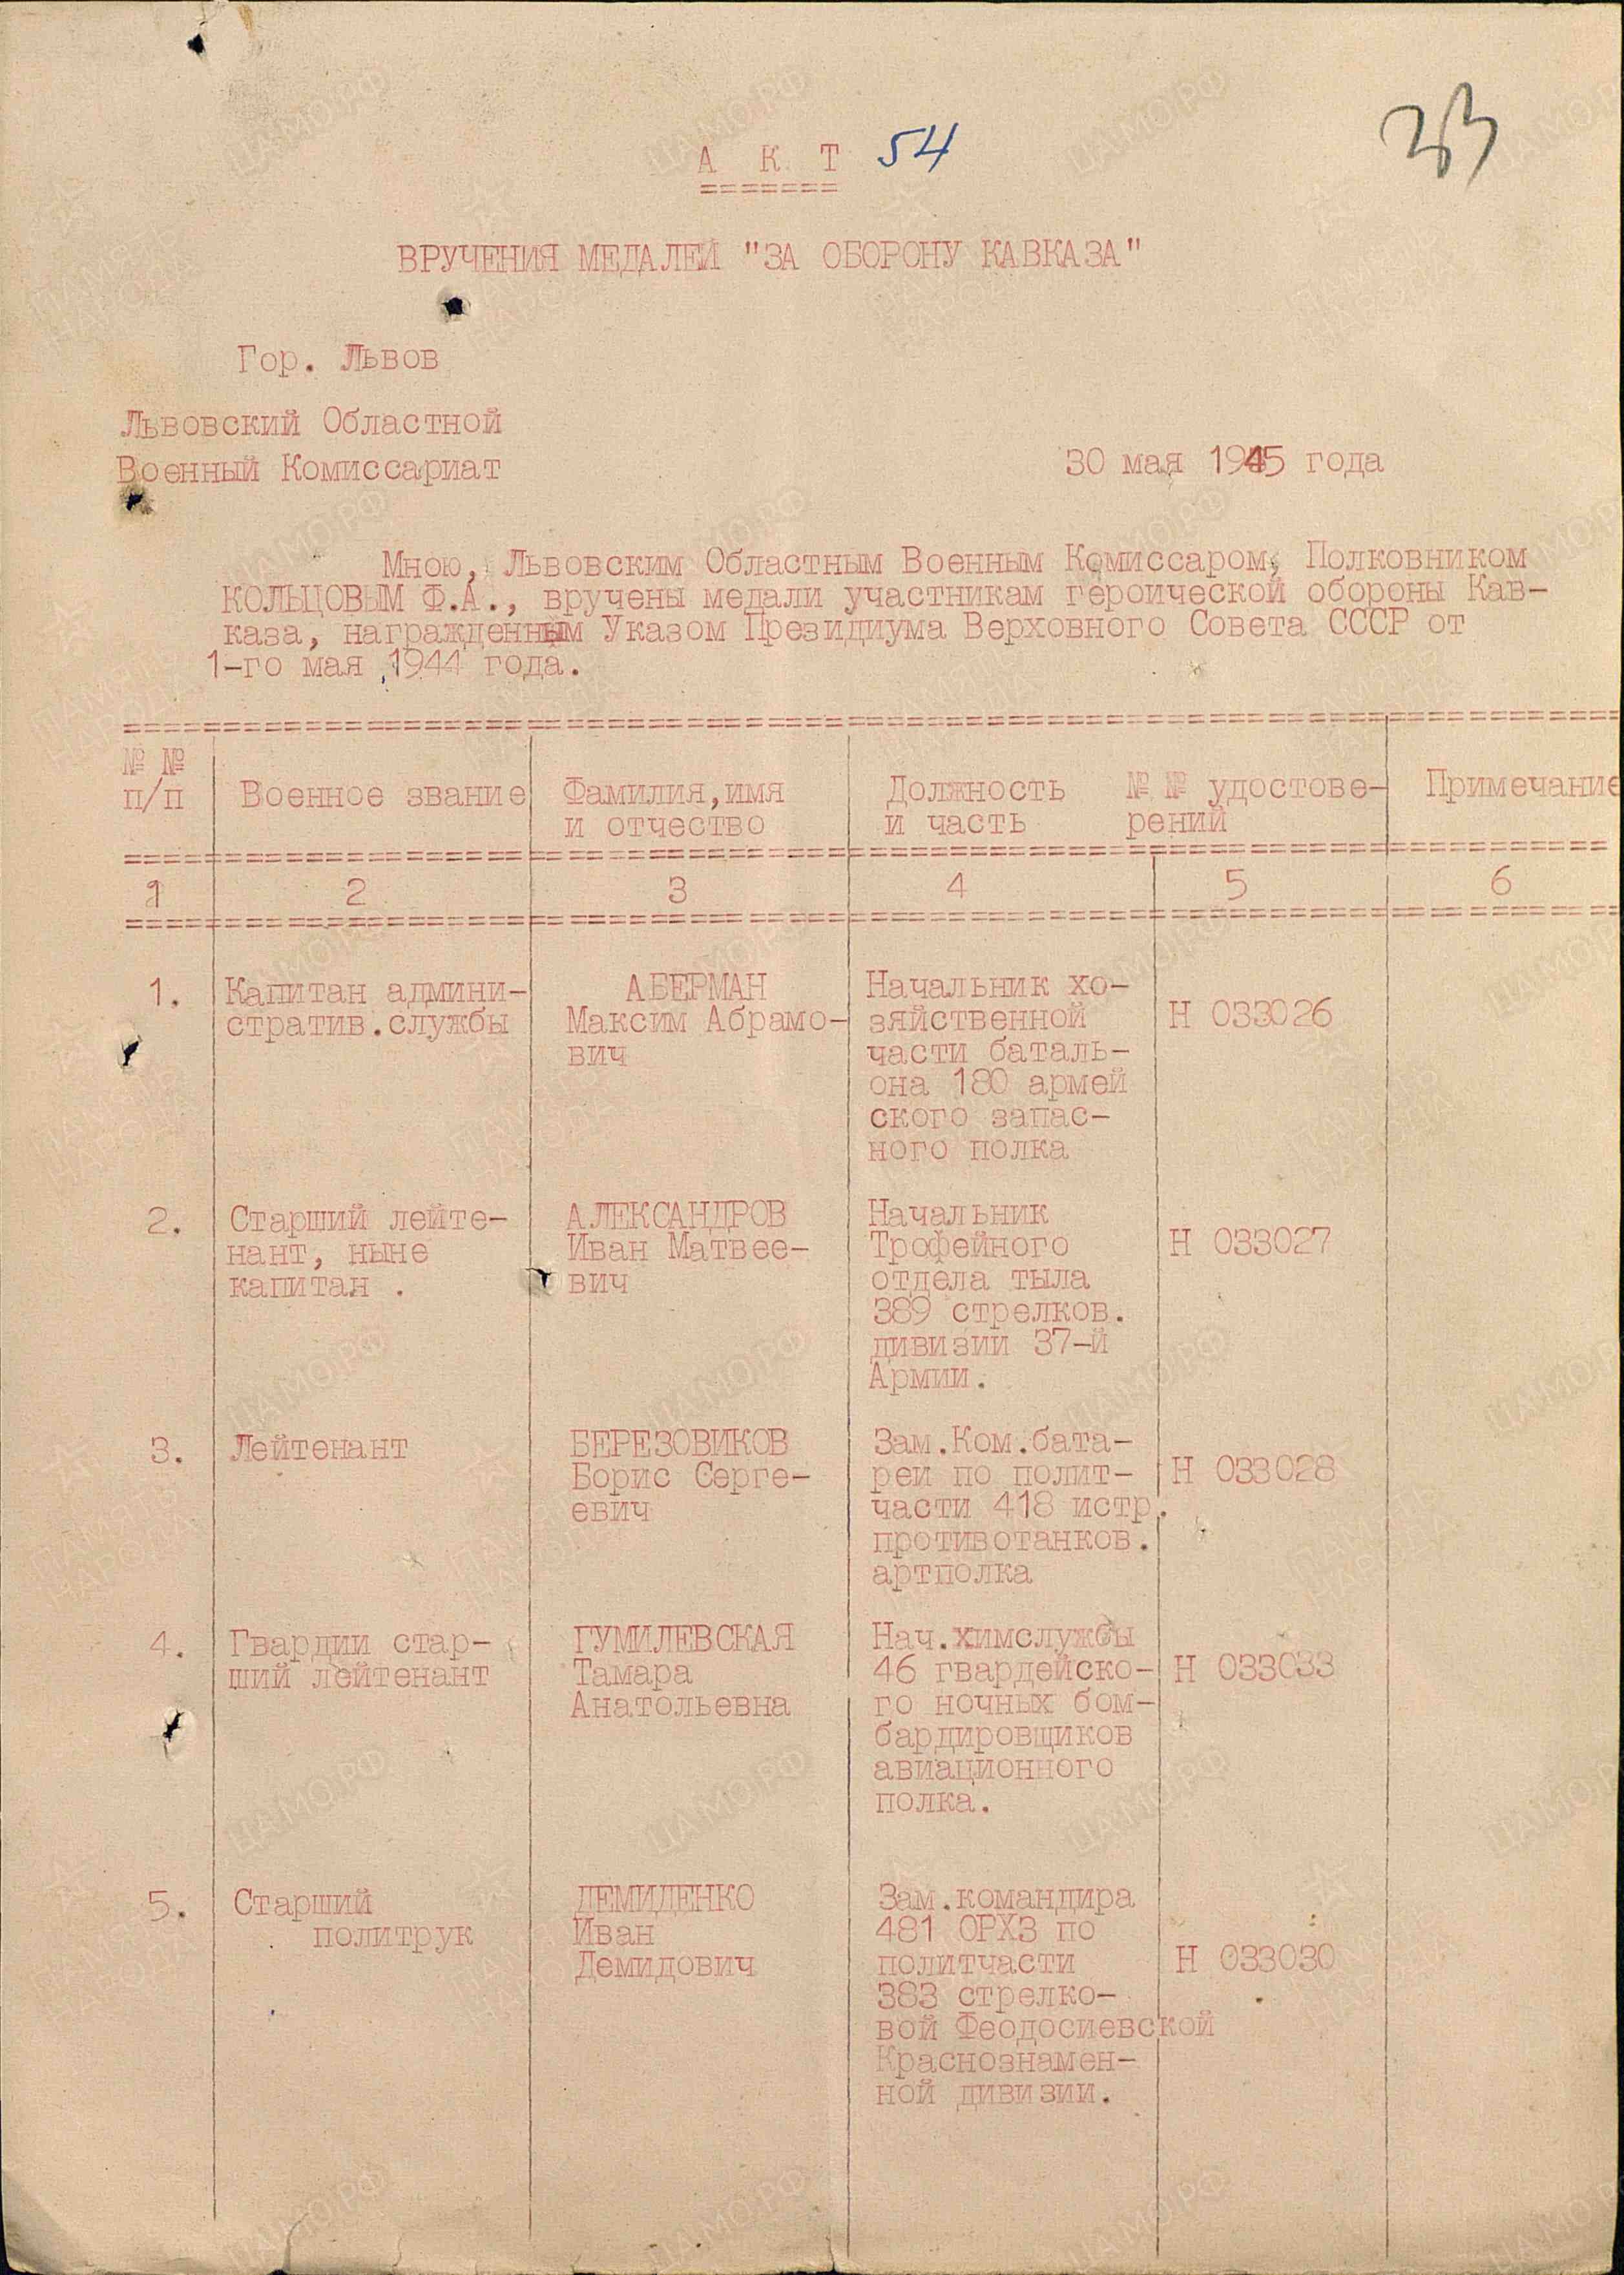 33
А К Т 54
=======
ВРУЧЕНИЯ МЕДАЛЕЙ "ЗА ОБОРОНУ КАВКАЗА"
Гор. Львов
Львовский Областной
Военный Комиссариат
30 мая 1945 года
Мною, Львовским Областным Военным Комиссаром, Полковником
КОЛЬЦОВЫМ Ф.А., вручены медали участникам героической обороны Кав-
каза, награжденным Указом Президиума Верховного Совета СССР от
1-го мая 1944 года.
№ №
п/п
Военное звание
Фамилия,имя
и отчество
Должность
и часть
№ № удостове-
рений
Примечание
1 2 3 4 5 6
1.
Капитан админи-
стратив.службы
АБЕРМАН
Максим Абрамо-
вич
Начальник хо-
зяйственной
части баталь-
она 180 армей
ского запас-
ного полка
Н 033026
2.
Старший лейте-
нант, ныне
капитан .
АЛЕКСАНДРОВ
Иван Матвее-
вич
Начальник
Трофейного
отдела тыла
389 стрелков.
дивизии 37-й
Армии.
Н 033027
3.
Лейтенант
БЕРЕЗОВИКОВ
Борис Серге-
евич
Зам.Ком.бата-
реи по полит-
части 418 истр.
противотанков.
артполка
Н 033028
4.
Гвардии стар-
ший лейтенант
ГУМИЛЕВСКАЯ
Тамара
Анатольевна
Нач.химслужбы
46 гвардейско-
го ночных бом-
бардировщиков
авиационного
полка.
Н 033033
5.
Старший
политрук
ДЕМИДЕНКО
Иван
Демидович
Зам.командира
481 ОРХЗ по
политчасти
383 стрелко-
вой Феодосиевской
Краснознамен-
ной дивизии.
Н 033030